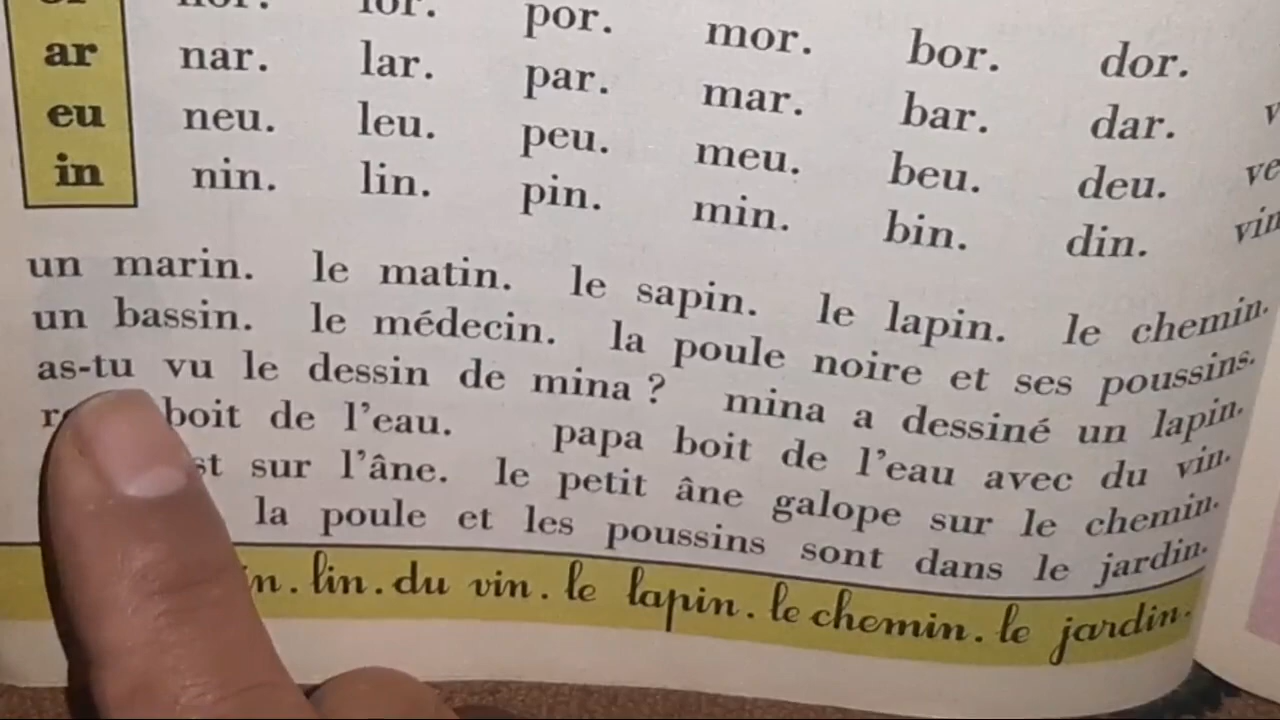 por. mor. bor. dor.
ar nar. lar. par. mar. bar. dar.
eu neu. leu. peu. meu. beu. deu.
in nin. lin. pin. min. bin. din.
un marin. le matin. le sapin. le lapin. le chemin.
un bassin. le médecin. la poule noire et ses poussins.
as-tu vu le dessin de mina ? mina a dessiné un lapin.
boit de l'eau. papa boit de l'eau avec du vin.
sur l'âne. le petit âne galope sur le chemin.
la poule et les poussins sont dans le jardin.
lin. du vin. le lapin. le chemin. le jardin.